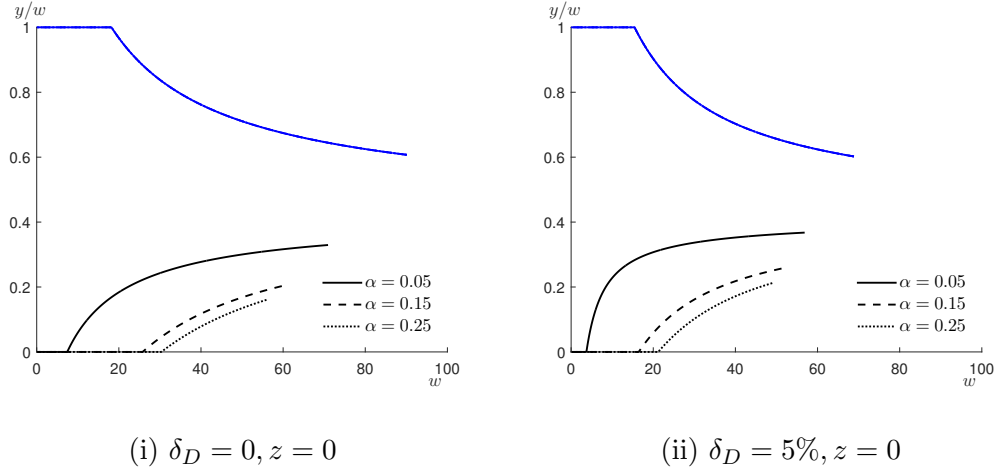 y/w
1
0.8
0.6
0.4
0.2
0
0 20 40 60 80 100
w
α = 0.05
α = 0.15
α = 0.25
(i) δ_D = 0, z = 0
y/w
1
0.8
0.6
0.4
0.2
0
0 20 40 60 80 100
w
α = 0.05
α = 0.15
α = 0.25
(ii) δ_D = 5%, z = 0